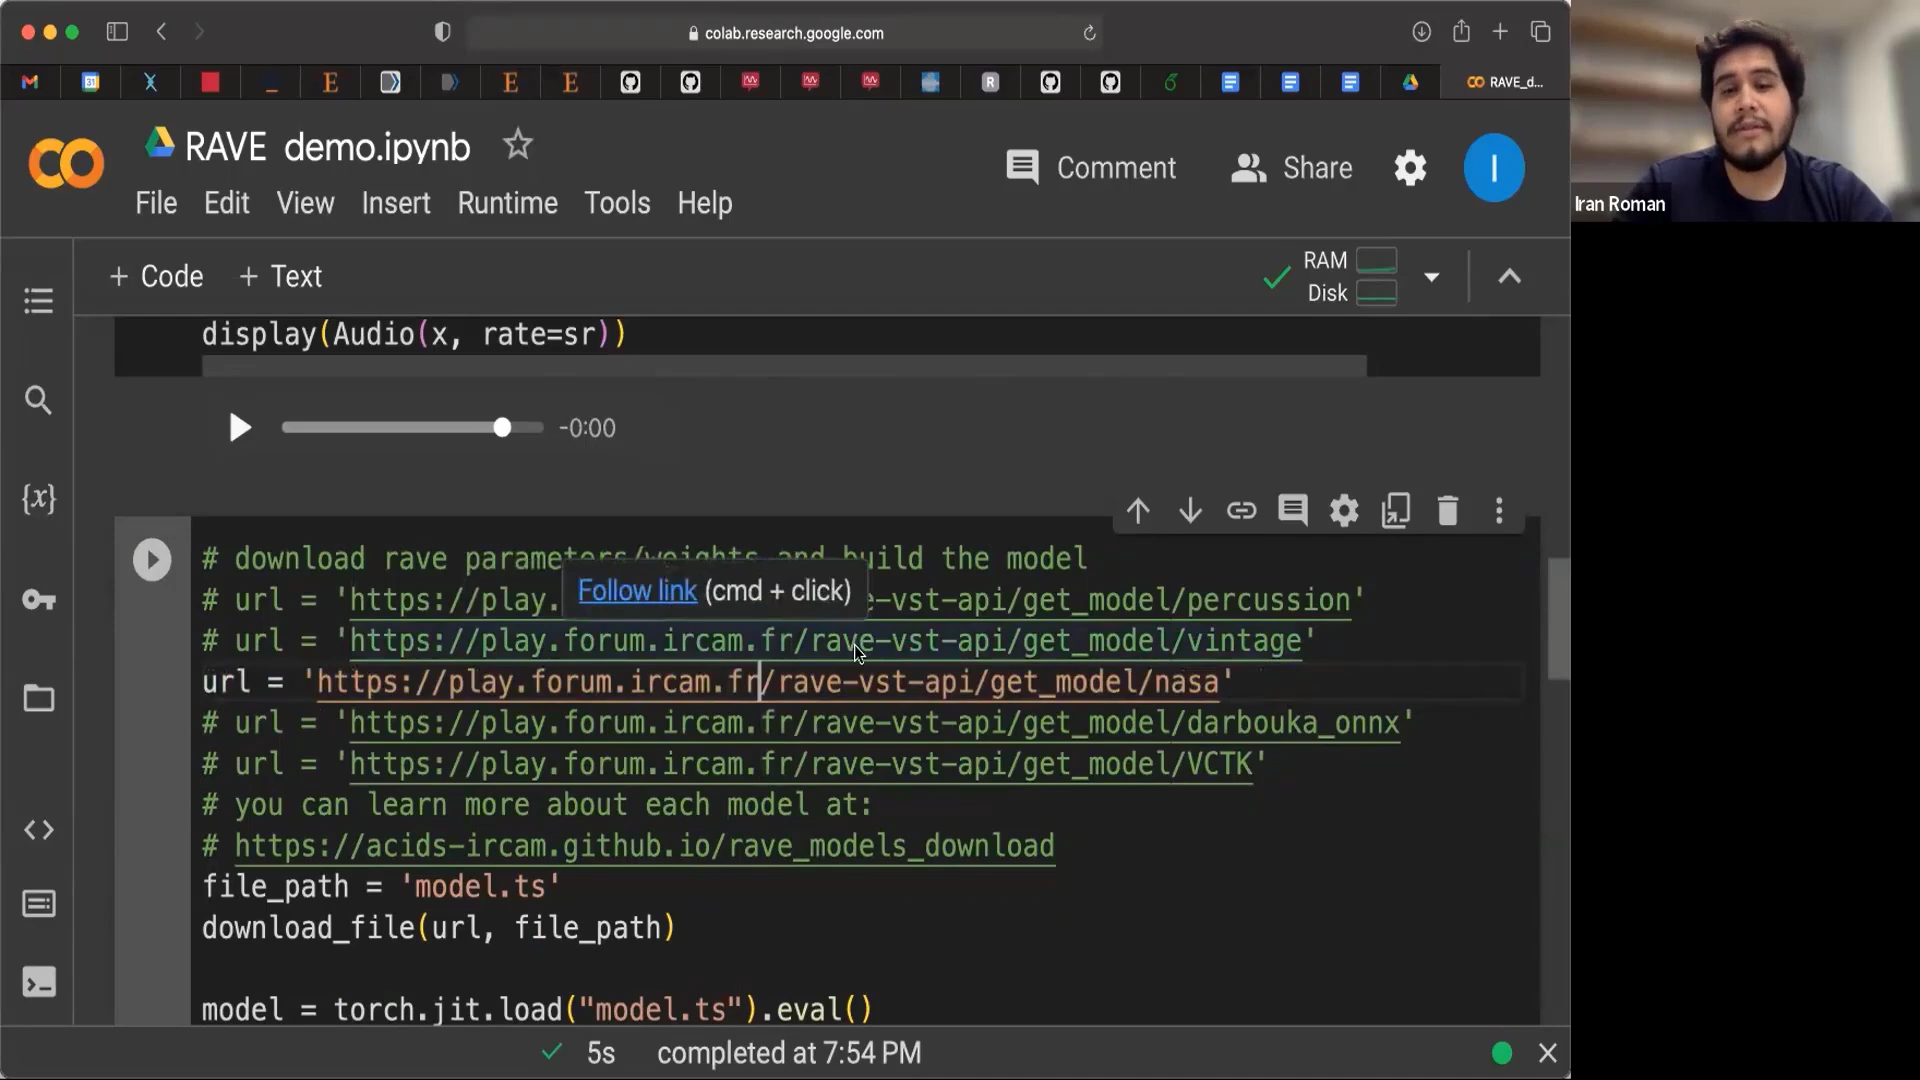 colab.research.google.com
RAVE_d...
RAVE demo.ipynb
Comment
Share
I
File Edit View Insert Runtime Tools Help
Iran Roman
+ Code + Text
RAM
Disk
display(Audio(x, rate=sr))
-0:00
# download rave parameters/weights and build the model
Follow link (cmd + click)
# url = 'https://play. e-vst-api/get_model/percussion'
# url = 'https://play.forum.ircam.fr/rave-vst-api/get_model/vintage'
url = 'https://play.forum.ircam.fr/rave-vst-api/get_model/nasa'
# url = 'https://play.forum.ircam.fr/rave-vst-api/get_model/darbouka_onnx'
# url = 'https://play.forum.ircam.fr/rave-vst-api/get_model/VCTK'
# you can learn more about each model at:
# https://acids-ircam.github.io/rave_models_download
file_path = 'model.ts'
download_file(url, file_path)
model = torch.jit.load("model.ts").eval()
5s completed at 7:54 PM